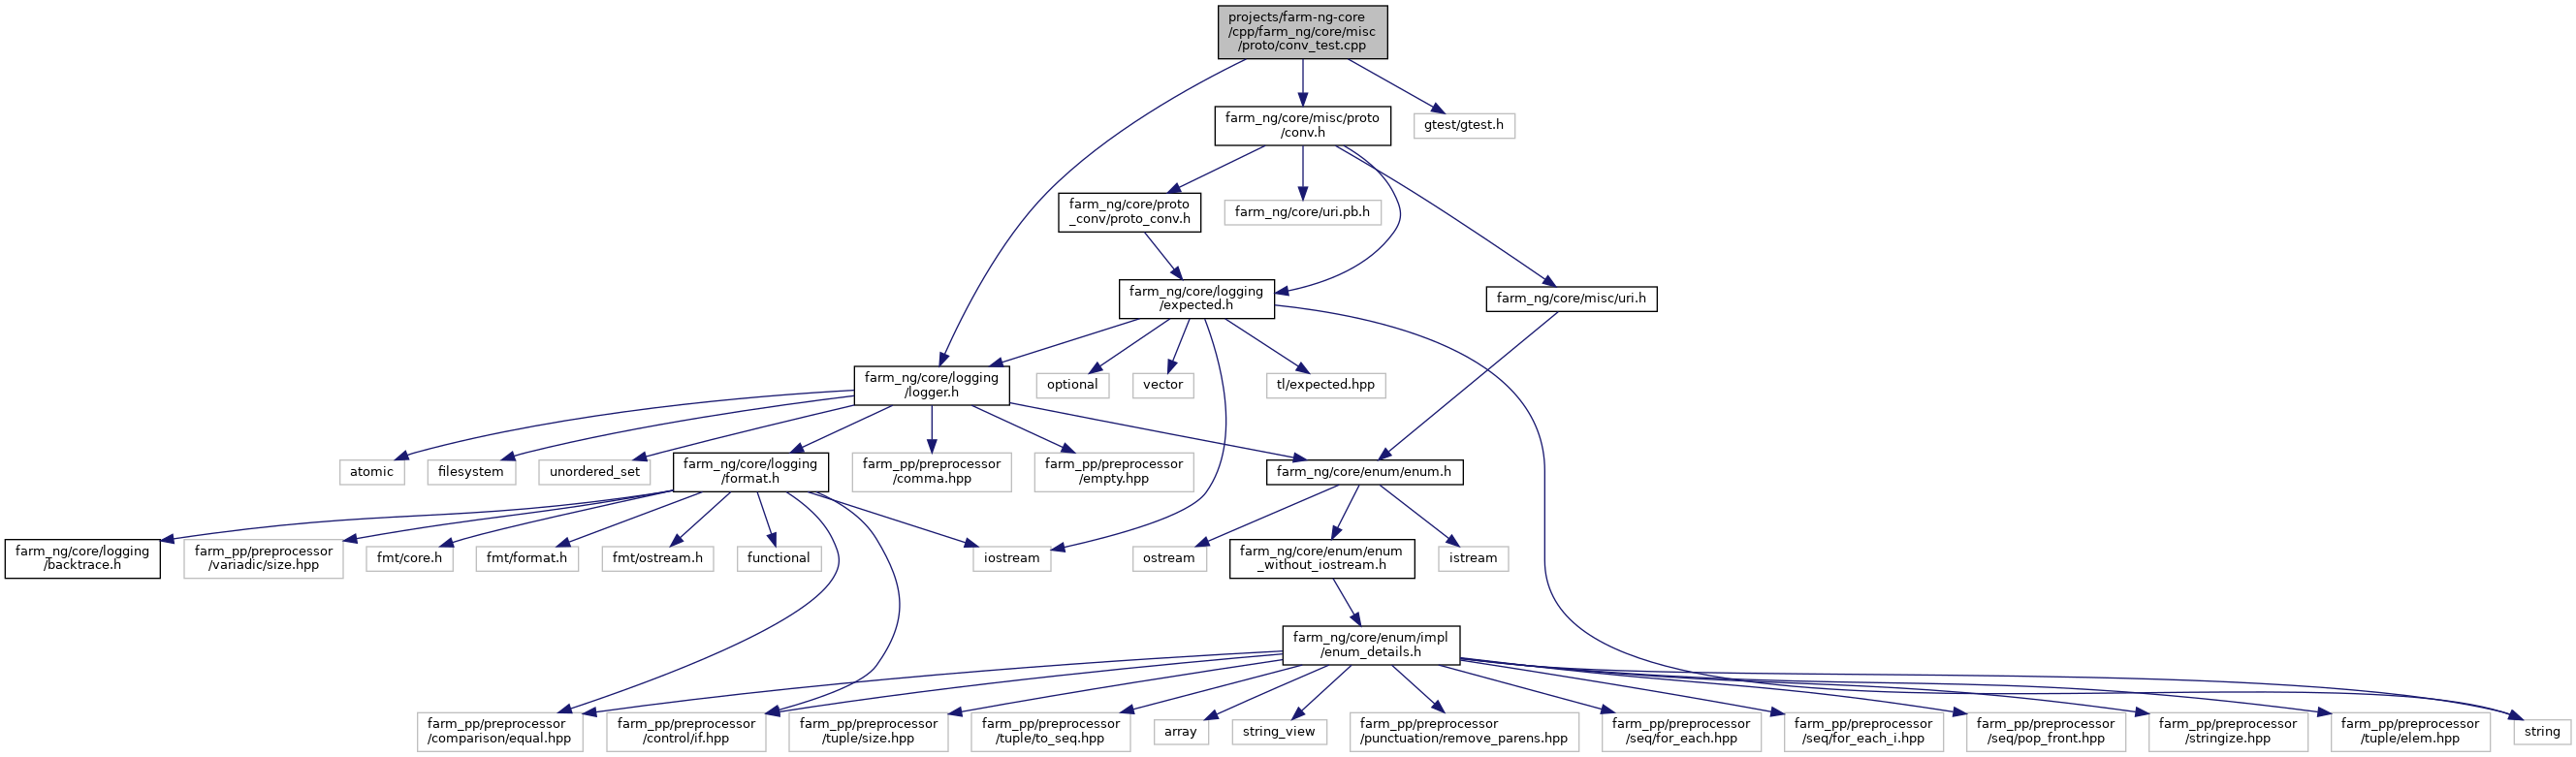 projects/farm-ng-core
/cpp/farm_ng/core/misc
/proto/conv_test.cpp
farm_ng/core/misc/proto
/conv.h
gtest/gtest.h
farm_ng/core/proto
_conv/proto_conv.h
farm_ng/core/uri.pb.h
farm_ng/core/logging
/expected.h
farm_ng/core/misc/uri.h
farm_ng/core/logging
/logger.h
optional
vector
tl/expected.hpp
atomic
filesystem
unordered_set
farm_ng/core/logging
/format.h
farm_pp/preprocessor
/comma.hpp
farm_pp/preprocessor
/empty.hpp
farm_ng/core/enum/enum.h
farm_ng/core/logging
/backtrace.h
farm_pp/preprocessor
/variadic/size.hpp
fmt/core.h
fmt/format.h
fmt/ostream.h
functional
iostream
ostream
farm_ng/core/enum/enum
_without_iostream.h
istream
farm_ng/core/enum/impl
/enum_details.h
farm_pp/preprocessor
/comparison/equal.hpp
farm_pp/preprocessor
/control/if.hpp
farm_pp/preprocessor
/tuple/size.hpp
farm_pp/preprocessor
/tuple/to_seq.hpp
array
string_view
farm_pp/preprocessor
/punctuation/remove_parens.hpp
farm_pp/preprocessor
/seq/for_each.hpp
farm_pp/preprocessor
/seq/for_each_i.hpp
farm_pp/preprocessor
/seq/pop_front.hpp
farm_pp/preprocessor
/stringize.hpp
farm_pp/preprocessor
/tuple/elem.hpp
string